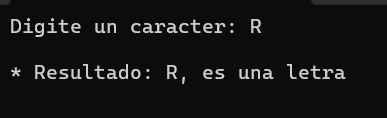 Digite un caracter: R
* Resultado: R, es una letra